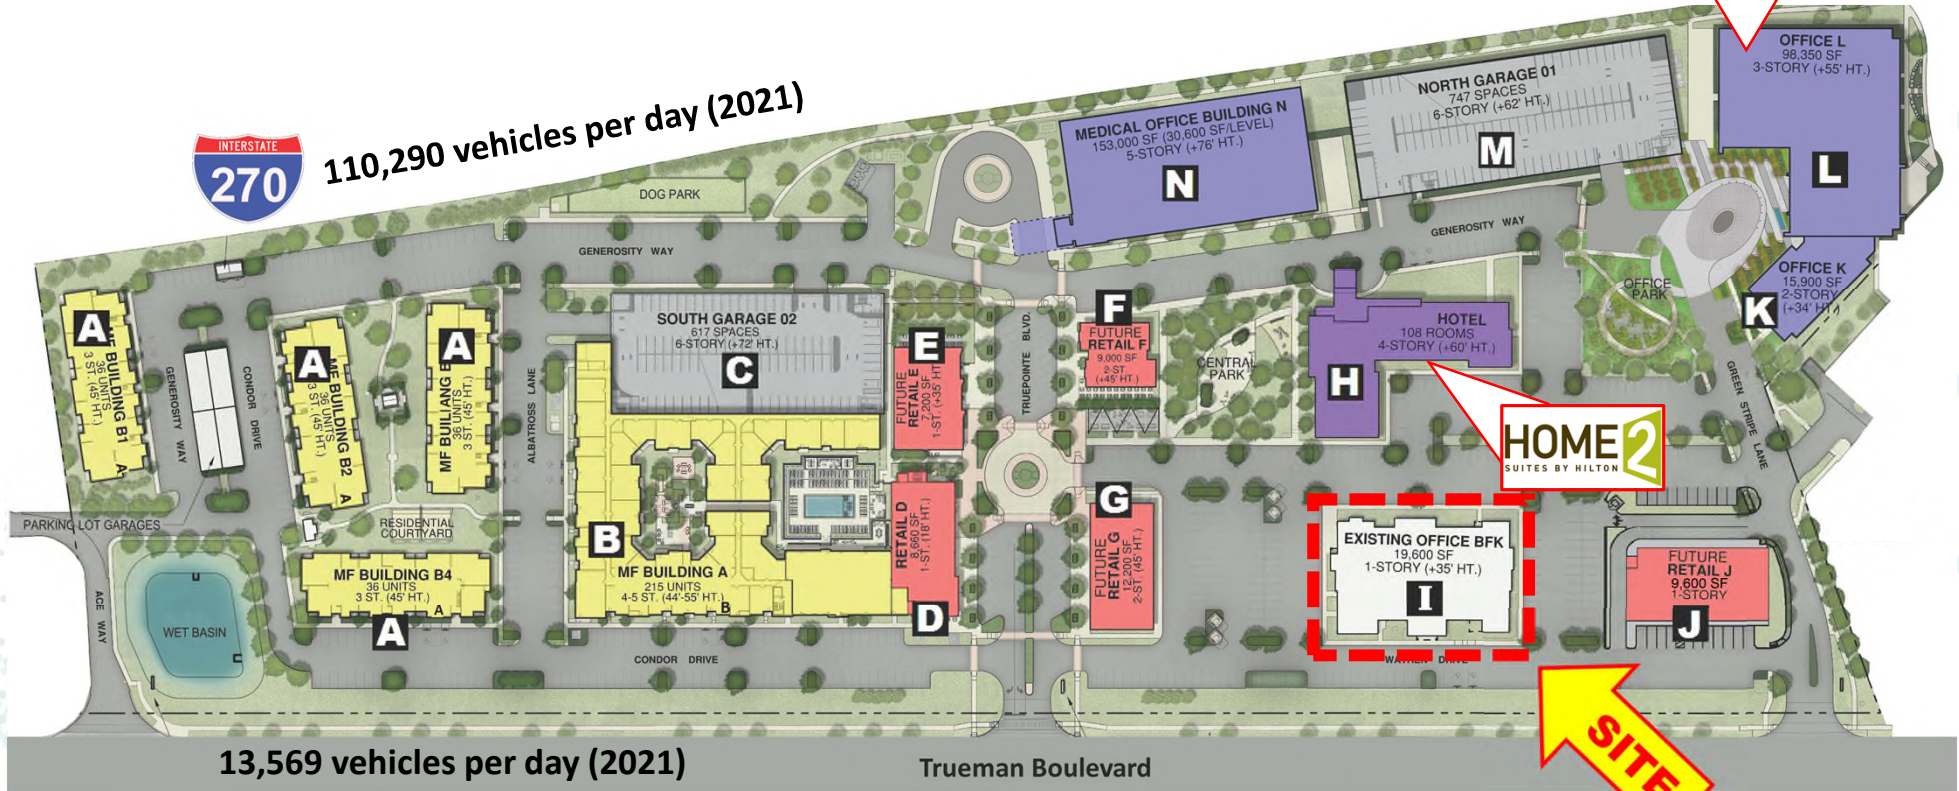 OFFICE L
98,350 SF
3-STORY (+55' HT.)
L
NORTH GARAGE 01
747 SPACES
6-STORY (+62' HT.)
M
MEDICAL OFFICE BUILDING N
153,000 SF (30,600 SF/LEVEL)
5-STORY (+76' HT.)
N
INTERSTATE
270
110,290 vehicles per day (2021)
DOG PARK
GENEROSITY WAY
GENEROSITY WAY
OFFICE K
15,900 SF
2-STORY
(+34' HT.)
K
OFFICE
PARK
A
MF BUILDING B1
36 UNITS
3 ST. (45' HT.)
A
GENEROSITY WAY
CONDOR DRIVE
A
MF BUILDING B2
36 UNITS
3 ST. (45' HT.)
A
A
MF BUILIANG B
36 UNITS
3 ST. (45' HT.)
ALBATROSS LANE
SOUTH GARAGE 02
617 SPACES
6-STORY (+72' HT.)
C
E
FUTURE
RETAIL E
7,200 SF
1-ST. (+35' HT.)
TRUEPOINTE BLVD.
F
FUTURE
RETAIL F
9,000 SF
2-ST.
(+45' HT.)
CENTRAL
PARK
HOTEL
108 ROOMS
4-STORY (+60' HT.)
H
HOME2
SUITES BY HILTON
GREEN STRIPE LANE
PARKING LOT GARAGES
RESIDENTIAL
COURTYARD
MF BUILDING B4
36 UNITS
3 ST. (45' HT.)
A
A
B
MF BUILDING A
215 UNITS
4-5 ST. (44'-55' HT.)
B
RETAIL D
8,660 SF
1-ST. (18' HT.)
D
G
FUTURE
RETAIL G
12,200 SF
2-ST. (45' HT.)
EXISTING OFFICE BFK
19,600 SF
1-STORY (+35' HT.)
I
FUTURE
RETAIL J
9,600 SF
1-STORY
J
ACE WAY
WET BASIN
CONDOR DRIVE
DRIVE
SITE
13,569 vehicles per day (2021)
Trueman Boulevard